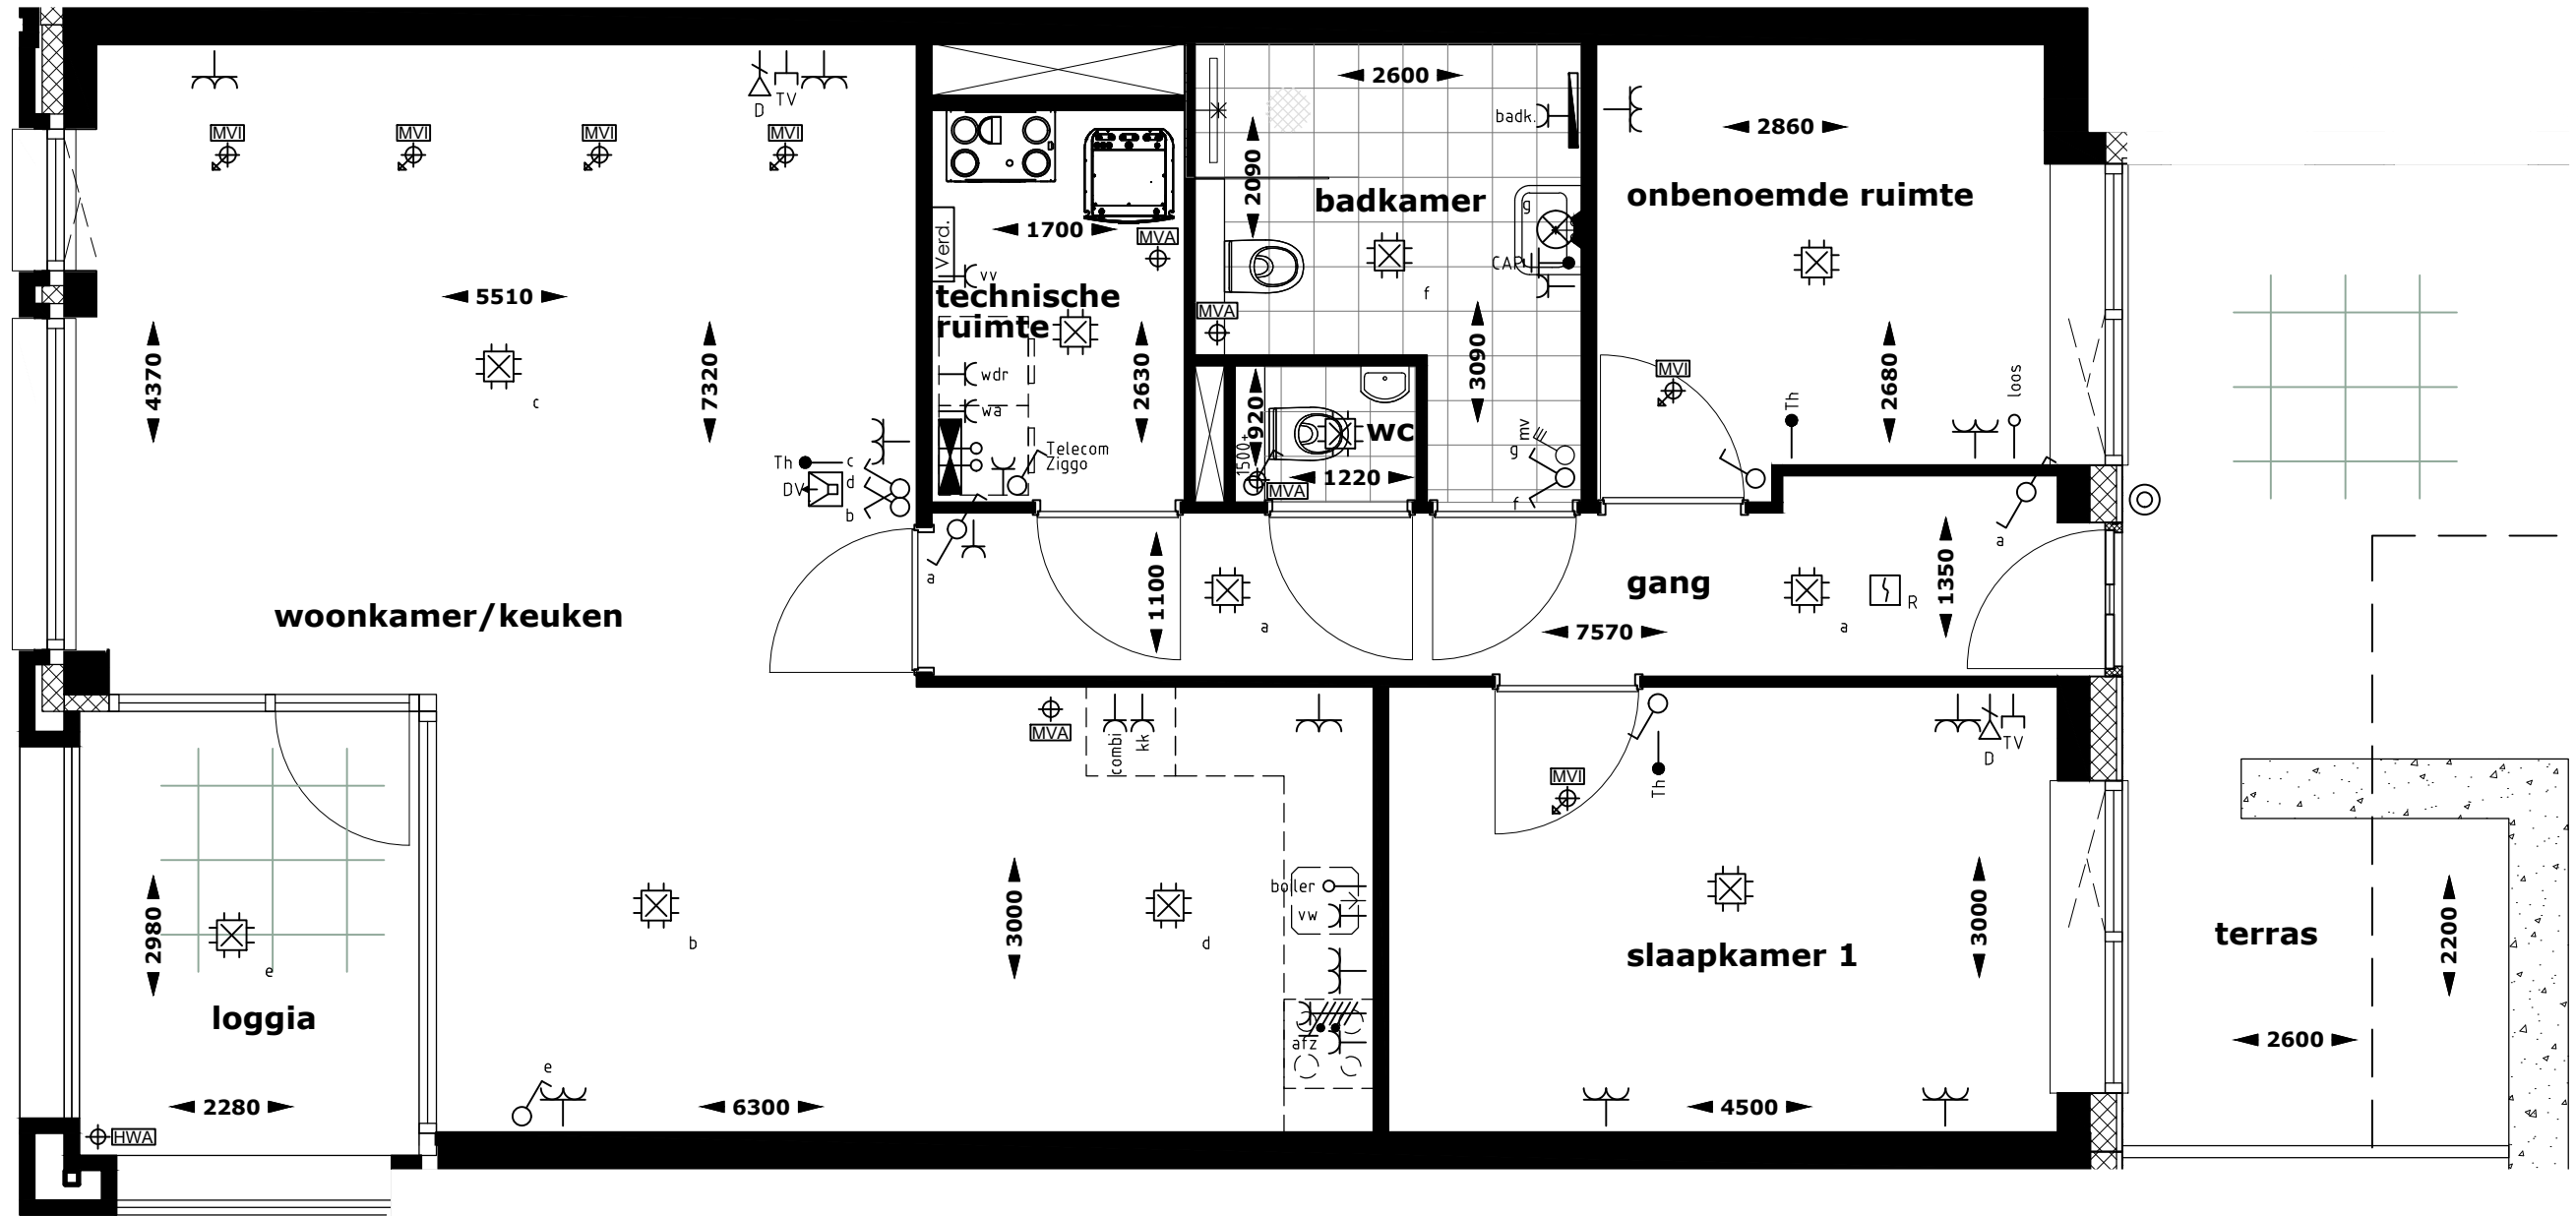 D
TV
MVI
MVI
MVI
MVI
2600
badk.
2860
2090
badkamer
onbenoemde ruimte
g
1700
MVA
Verd.
vv
CAP
f
5510
technische
ruimte
MVA
4370
c
7320
wdr
wa
2630
3090
MVI
2680
loos
Th
920
wc
1500+
mv
g
Telecom
Ziggo
Th
c
DV
d
b
1220
MVA
f
a
a
1100
a
gang
7570
a
R
1350
woonkamer/keuken
MVA
combi
kk
MVI
Th
D
TV
boiler
vw
2980
e
b
3000
d
slaapkamer 1
3000
terras
2200
loggia
afz
2600
e
2280
6300
4500
HWA